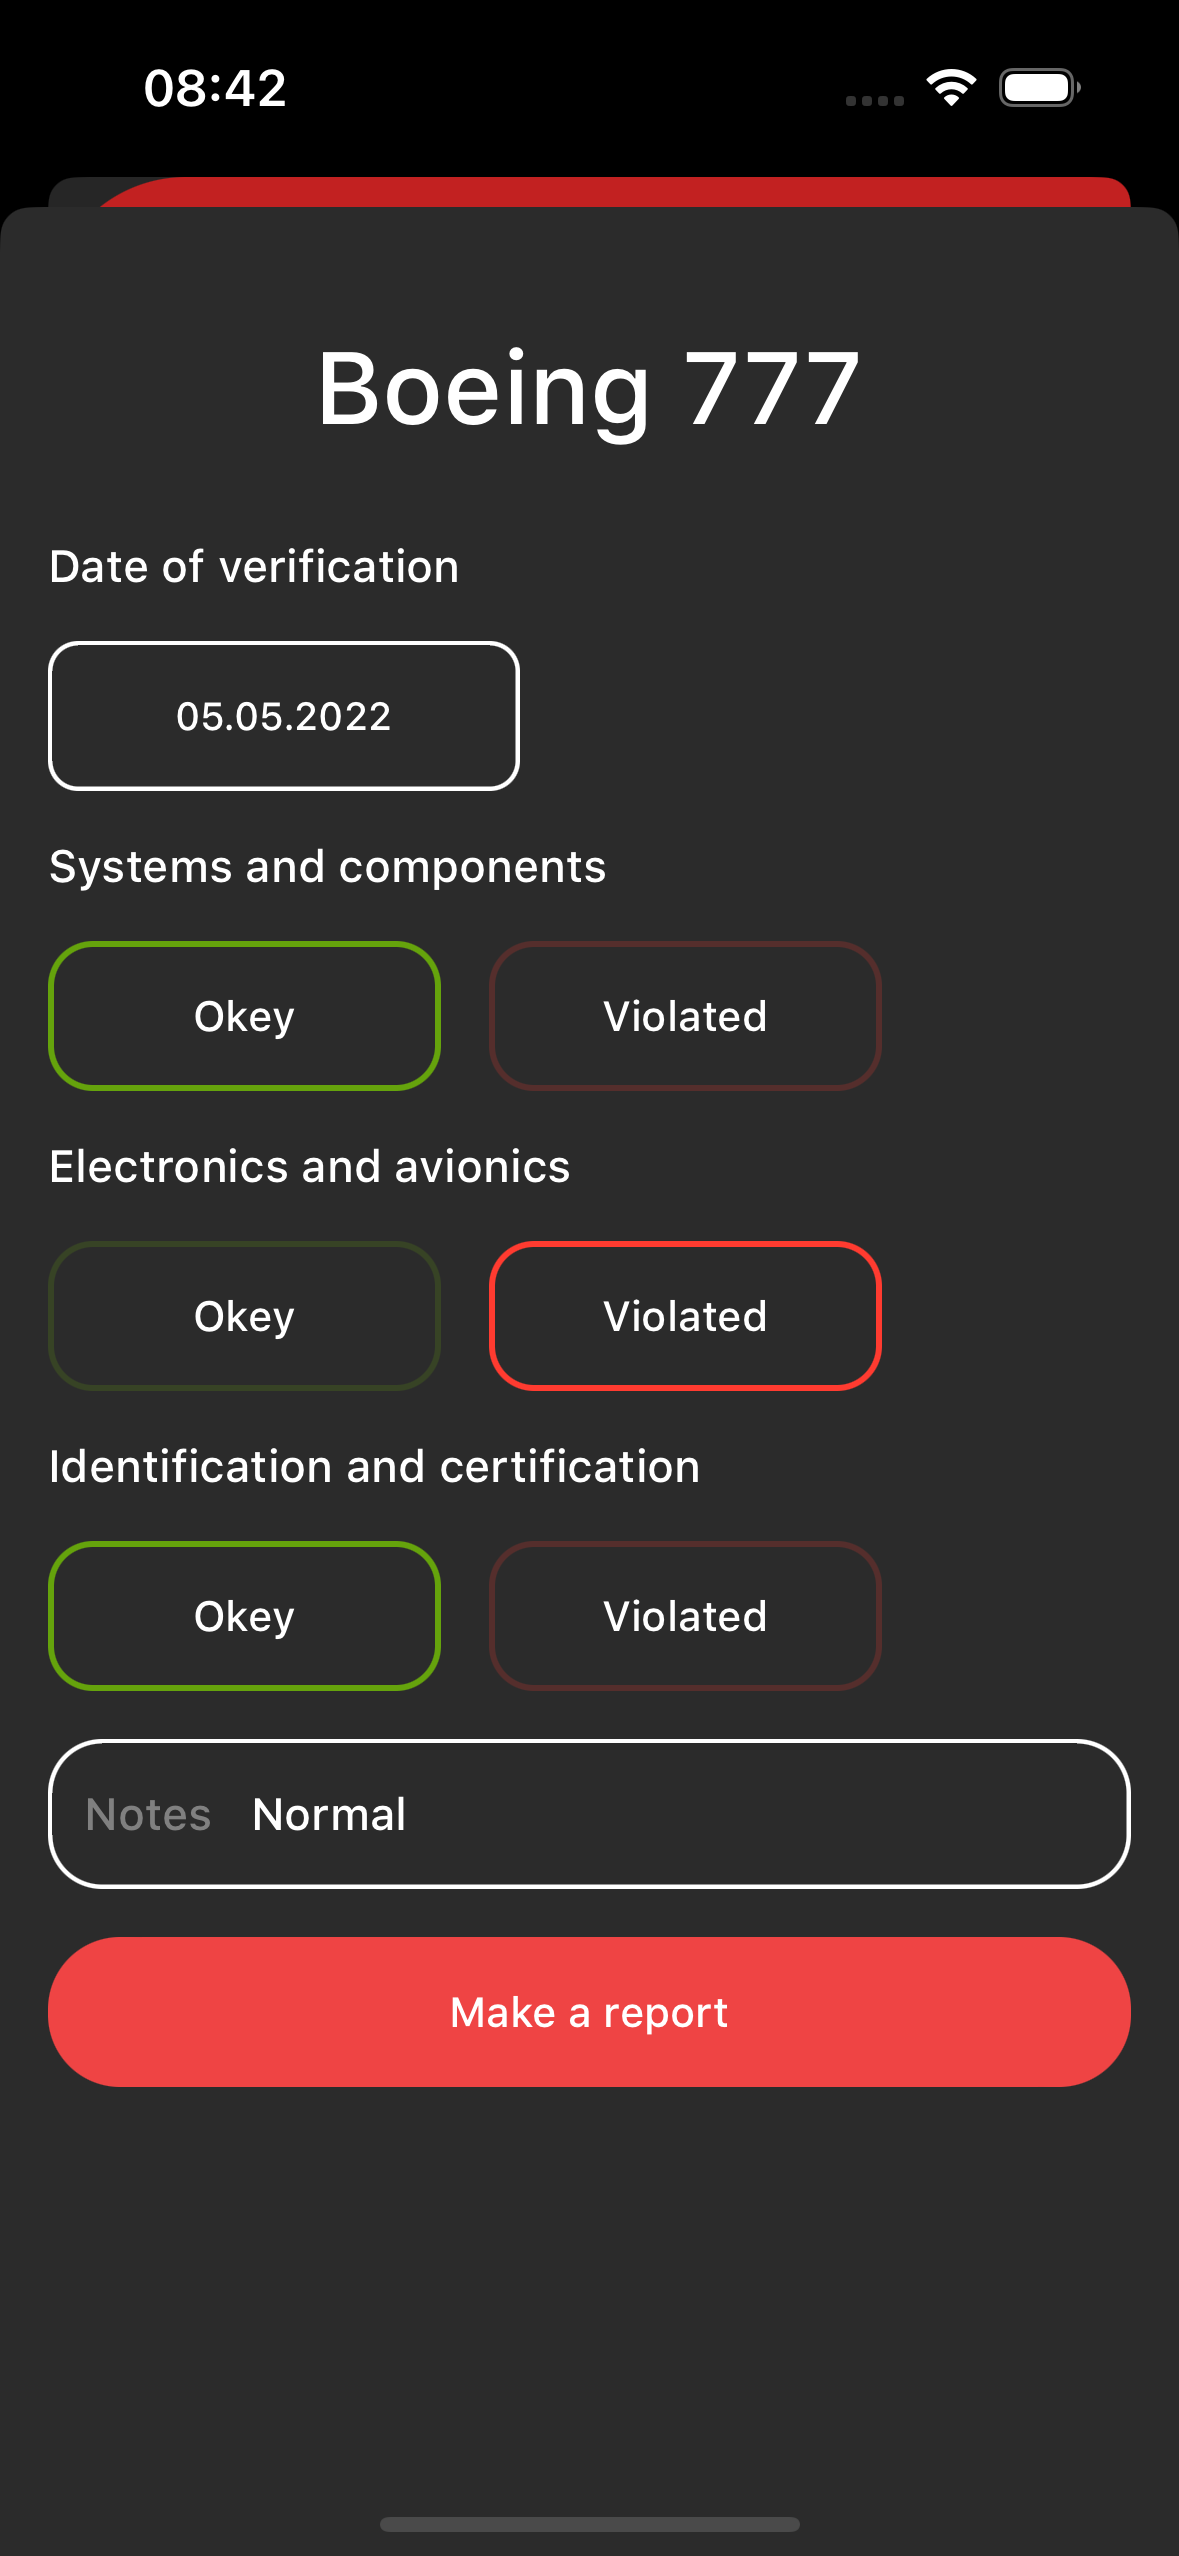 08:42
Boeing 777
Date of verification
05.05.2022
Systems and components
Okey Violated
Electronics and avionics
Okey Violated
Identification and certification
Okey Violated
Notes Normal
Make a report